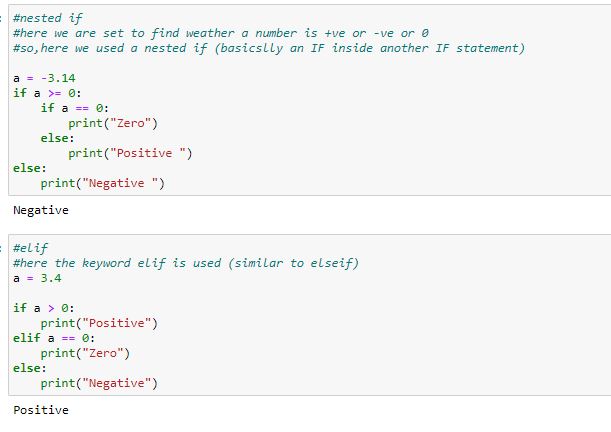 #nested if
#here we are set to find weather a number is +ve or -ve or 0
#so,here we used a nested if (basicslly an IF inside another IF statement)
a = -3.14
if a >= 0:
    if a == 0:
        print("Zero")
    else:
        print("Positive ")
else:
    print("Negative ")
Negative
#elif
#here the keyword elif is used (similar to elseif)
a = 3.4
if a > 0:
    print("Positive")
elif a == 0:
    print("Zero")
else:
    print("Negative")
Positive